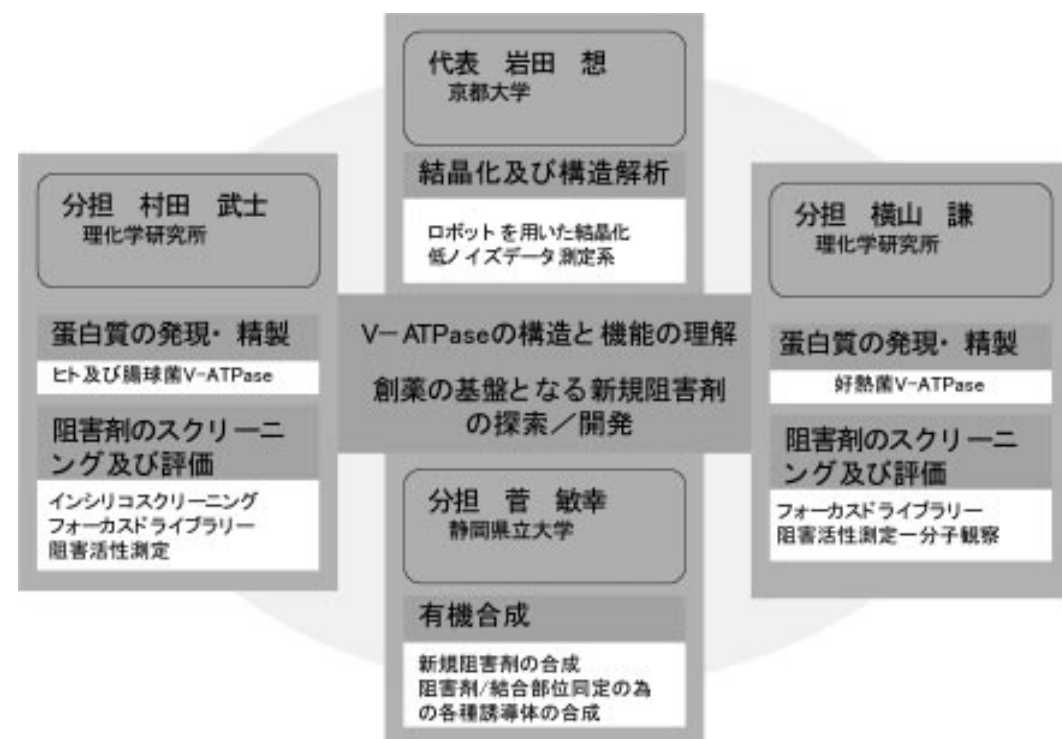 代表 岩田 想
京都大学
結晶化及び構造解析
ロボットを用いた結晶化
低ノイズデータ測定系
分担 村田 武士
理化学研究所
蛋白質の発現・精製
ヒト及び腸球菌V-ATPase
阻害剤のスクリーニ
ング及び評価
インシリコスクリーニング
フォーカスドライブラリー
阻害活性測定
V-ATPaseの構造と機能の理解
創薬の基盤となる新規阻害剤
の探索/開発
分担 横山 謙
理化学研究所
蛋白質の発現・精製
好熱菌V-ATPase
阻害剤のスクリーニ
ング及び評価
フォーカスドライブラリー
阻害活性測定一分子観察
分担 菅 敏幸
静岡県立大学
有機合成
新規阻害剤の合成
阻害剤/結合部位同定の為
の各種誘導体の合成